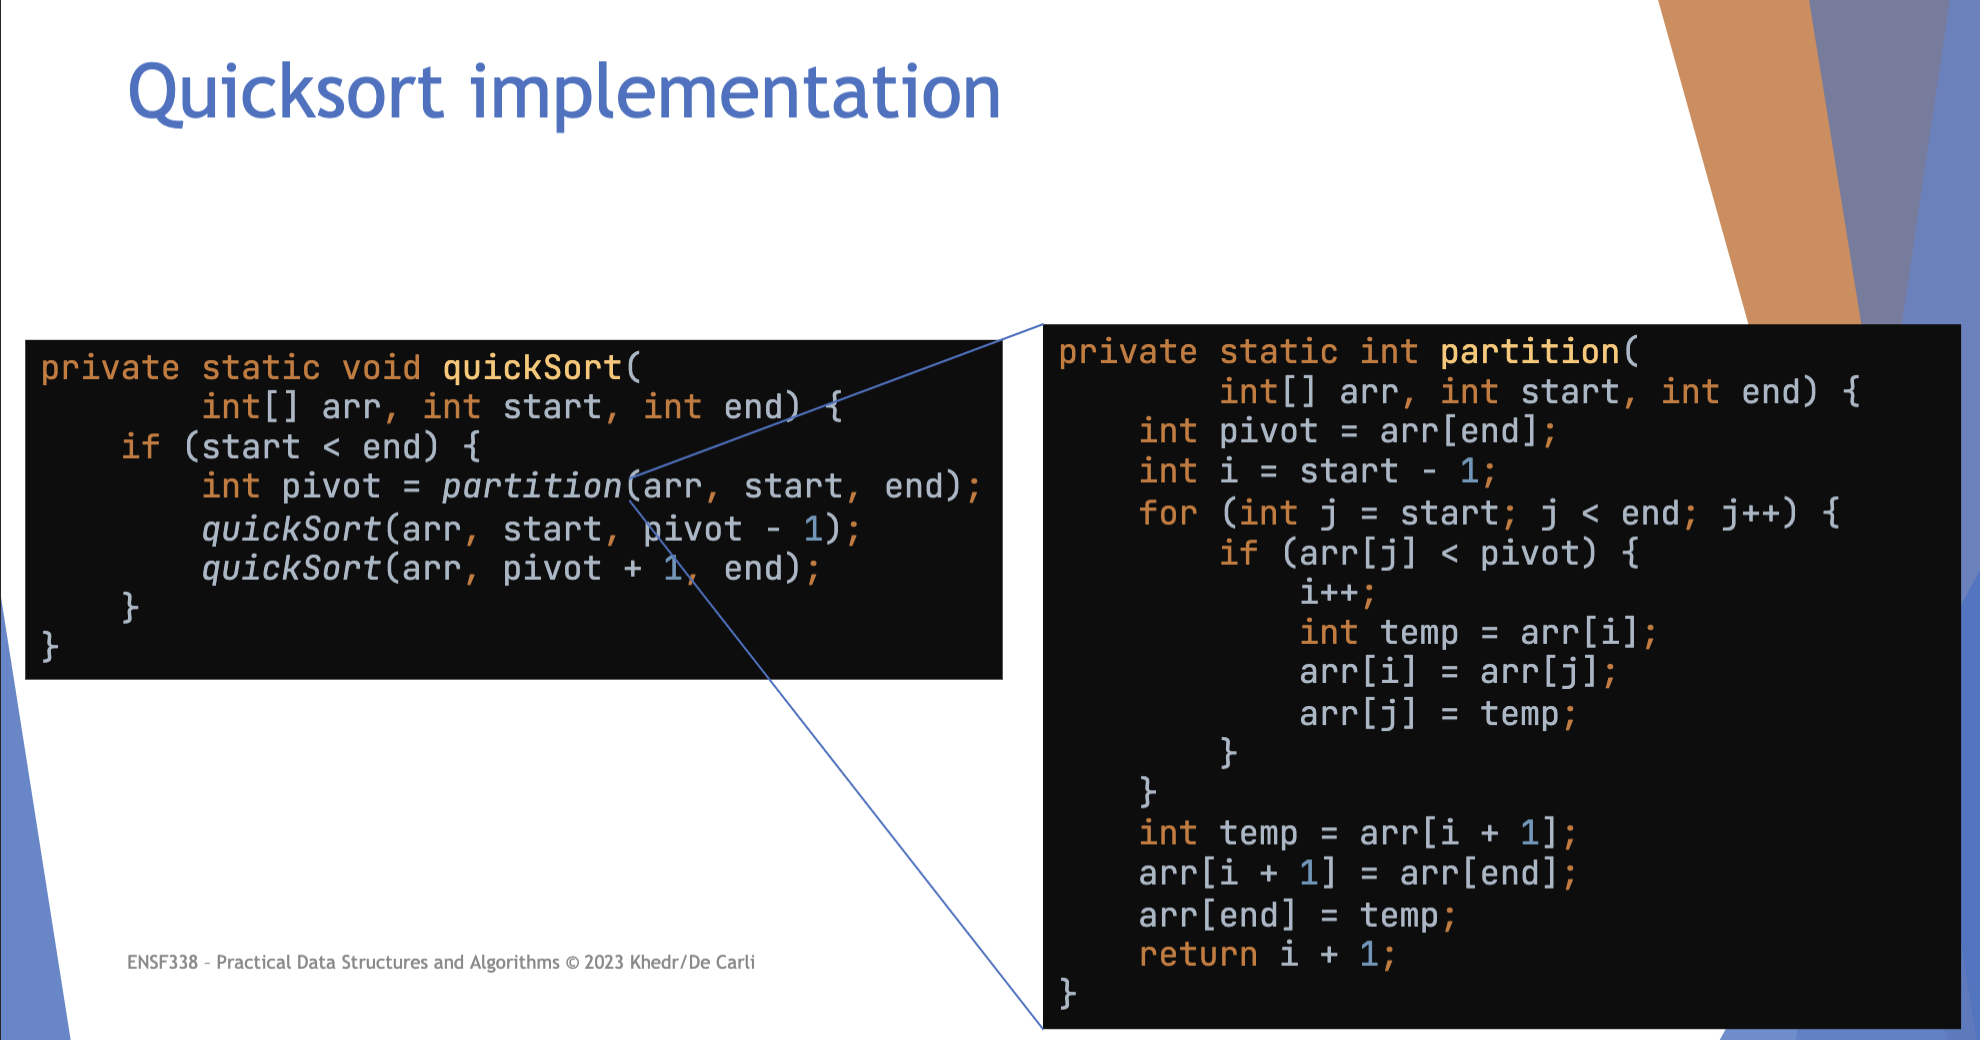 Quicksort implementation
private static void quickSort(
        int[] arr, int start, int end) {
    if (start < end) {
        int pivot = partition(arr, start, end);
        quickSort(arr, start, pivot - 1);
        quickSort(arr, pivot + 1, end);
    }
}
private static int partition(
        int[] arr, int start, int end) {
    int pivot = arr[end];
    int i = start - 1;
    for (int j = start; j < end; j++) {
        if (arr[j] < pivot) {
            i++;
            int temp = arr[i];
            arr[i] = arr[j];
            arr[j] = temp;
        }
    }
    int temp = arr[i + 1];
    arr[i + 1] = arr[end];
    arr[end] = temp;
    return i + 1;
}
ENSF338 – Practical Data Structures and Algorithms © 2023 Khedr/De Carli